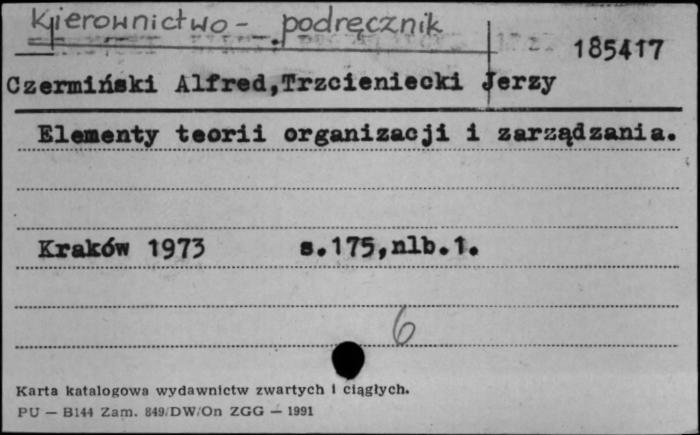 Kierownictwo - podręcznik
185417
Czermiński Alfred,Trzcieniecki Jerzy
Elementy teorii organizacji i zarządzania.
Kraków 1973 s.175,nlb.1.
6
Karta katalogowa wydawnictw zwartych i ciągłych.
PU — B144 Zam. 849/DW/On ZGG — 1991